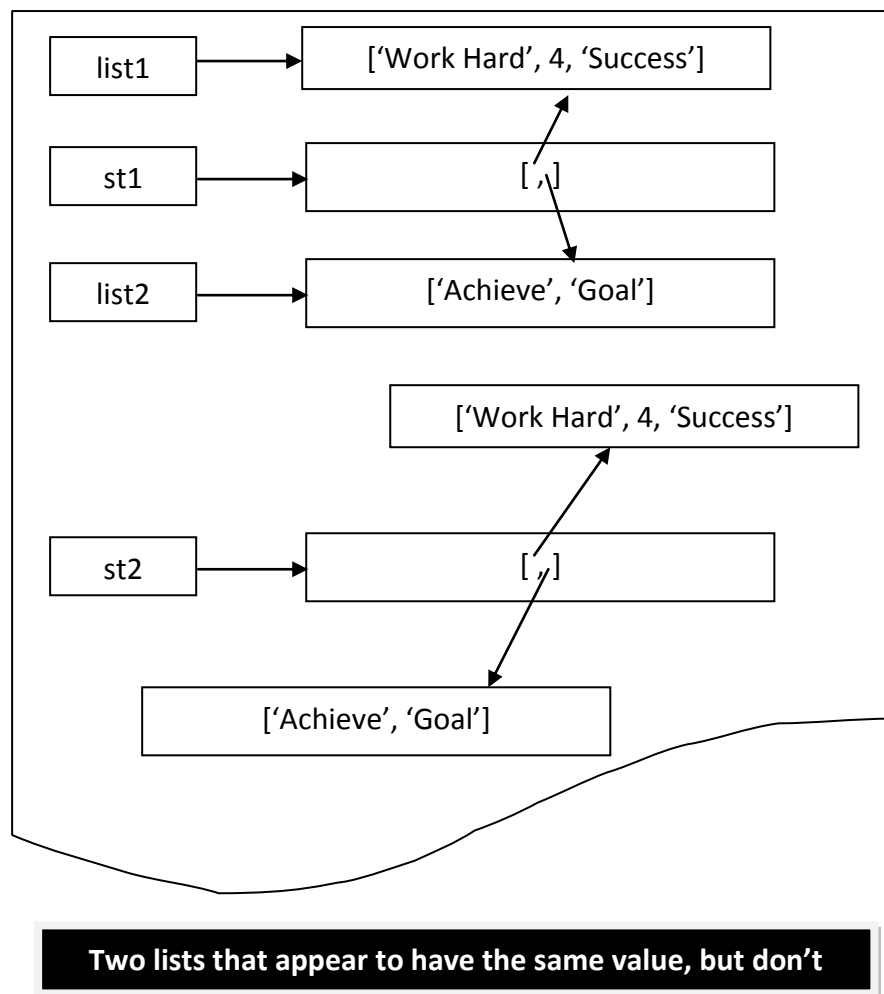 list1
[‘Work Hard’, 4, ‘Success’]
st1
[ , ]
list2
[‘Achieve’, ‘Goal’]
[‘Work Hard’, 4, ‘Success’]
st2
[ , ]
[‘Achieve’, ‘Goal’]
Two lists that appear to have the same value, but don’t